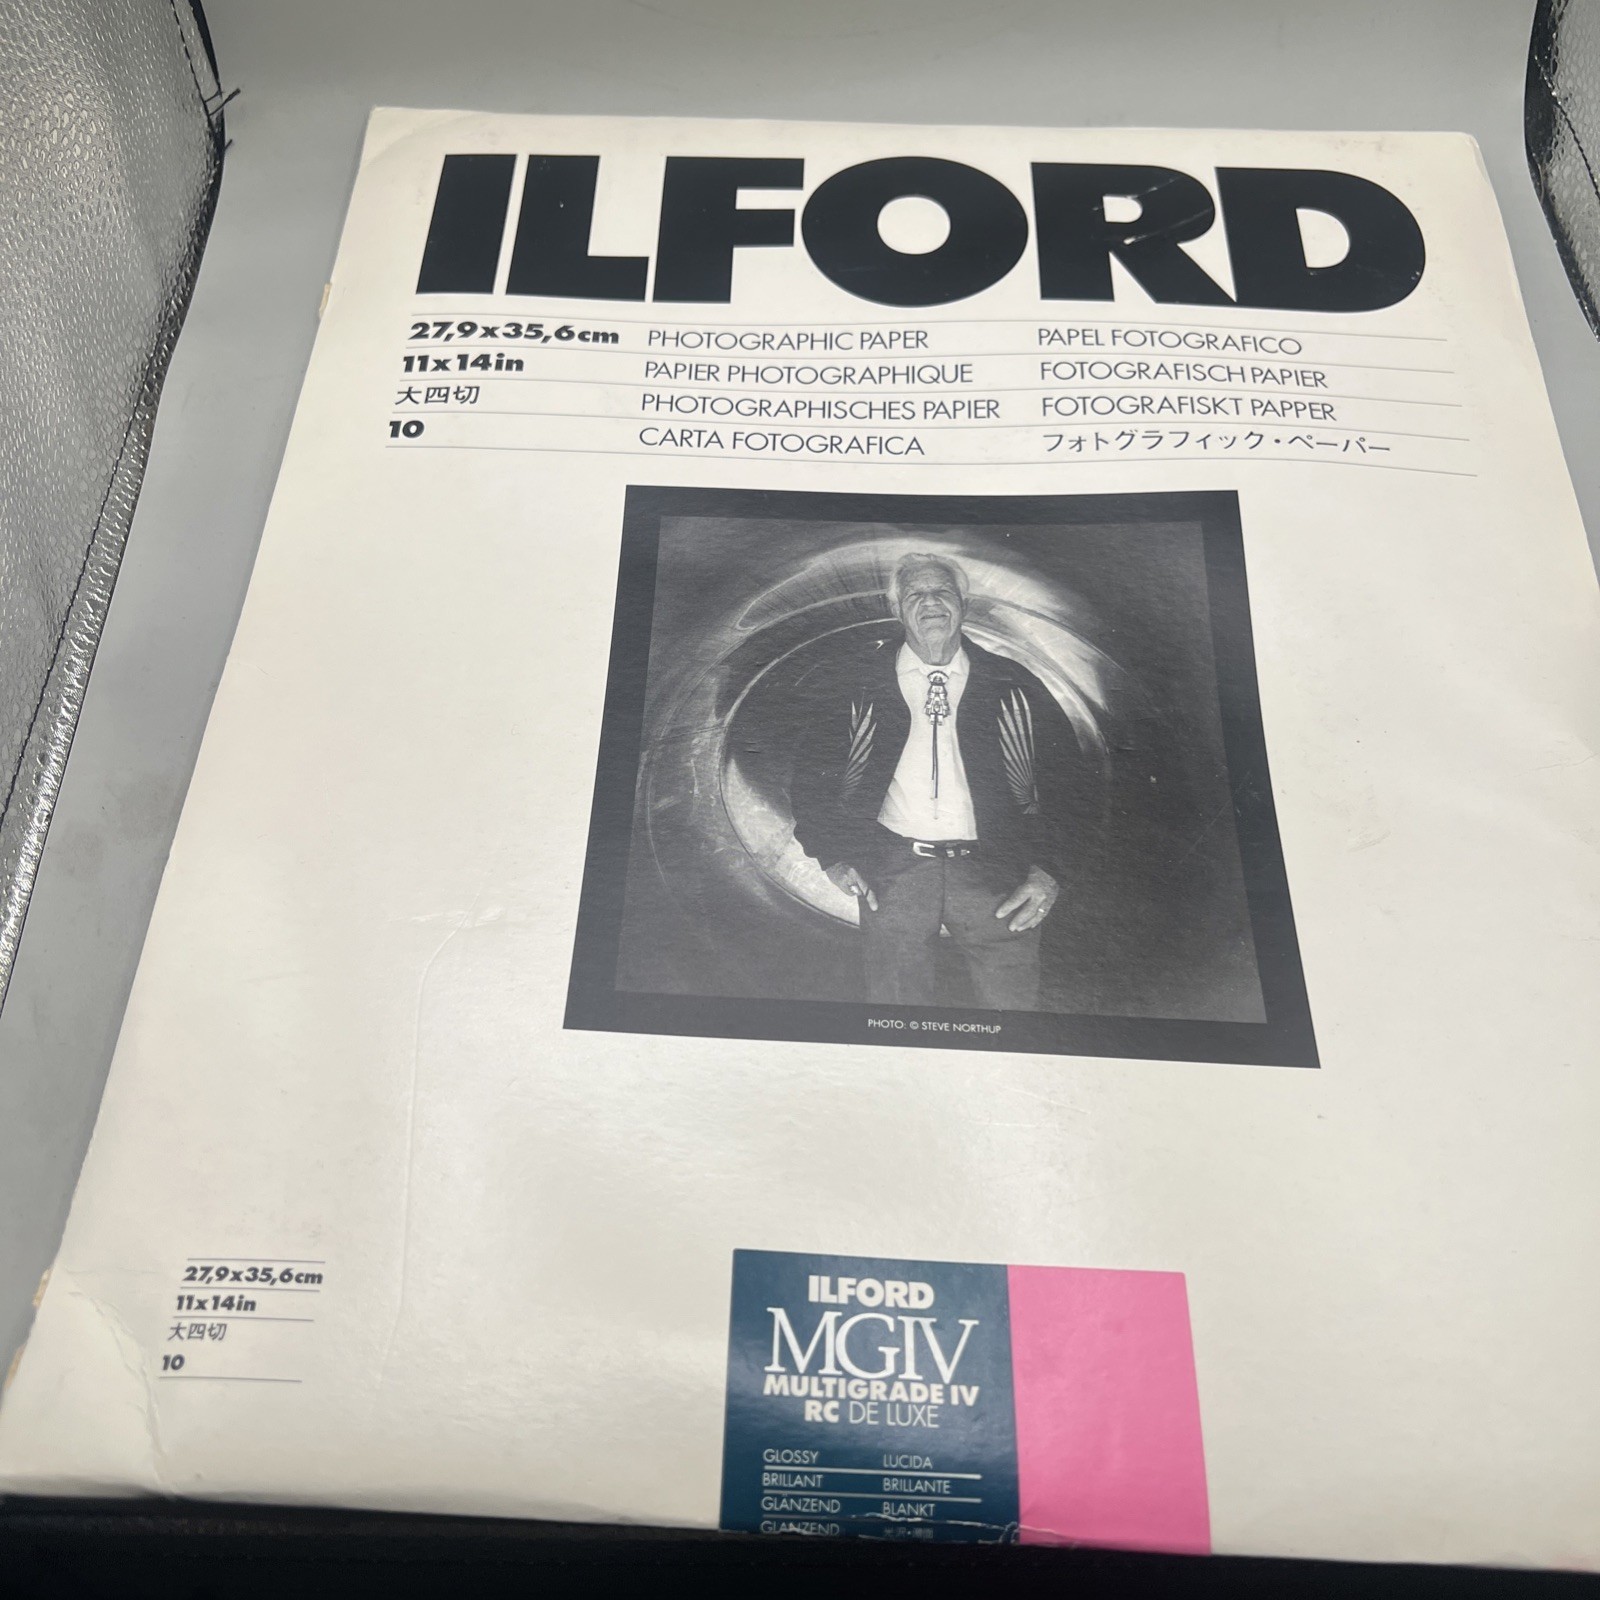 ILFORD
27,9x35,6cm PHOTOGRAPHIC PAPER PAPEL FOTOGRAFICO
11x14in PAPIER PHOTOGRAPHIQUE FOTOGRAFISCH PAPIER
大四切 PHOTOGRAPHISCHES PAPIER FOTOGRAFISKT PAPPER
10 CARTA FOTOGRAFICA フォトグラフィック・ペーパー
PHOTO: © STEVE NORTHUP
27,9x35,6cm
11x14in
大四切
10
ILFORD
MGIV
MULTIGRADE IV
RC DE LUXE
GLOSSY LUCIDA
BRILLANT BRILLANTE
GLÄNZEND BLANKT
GLANZEND